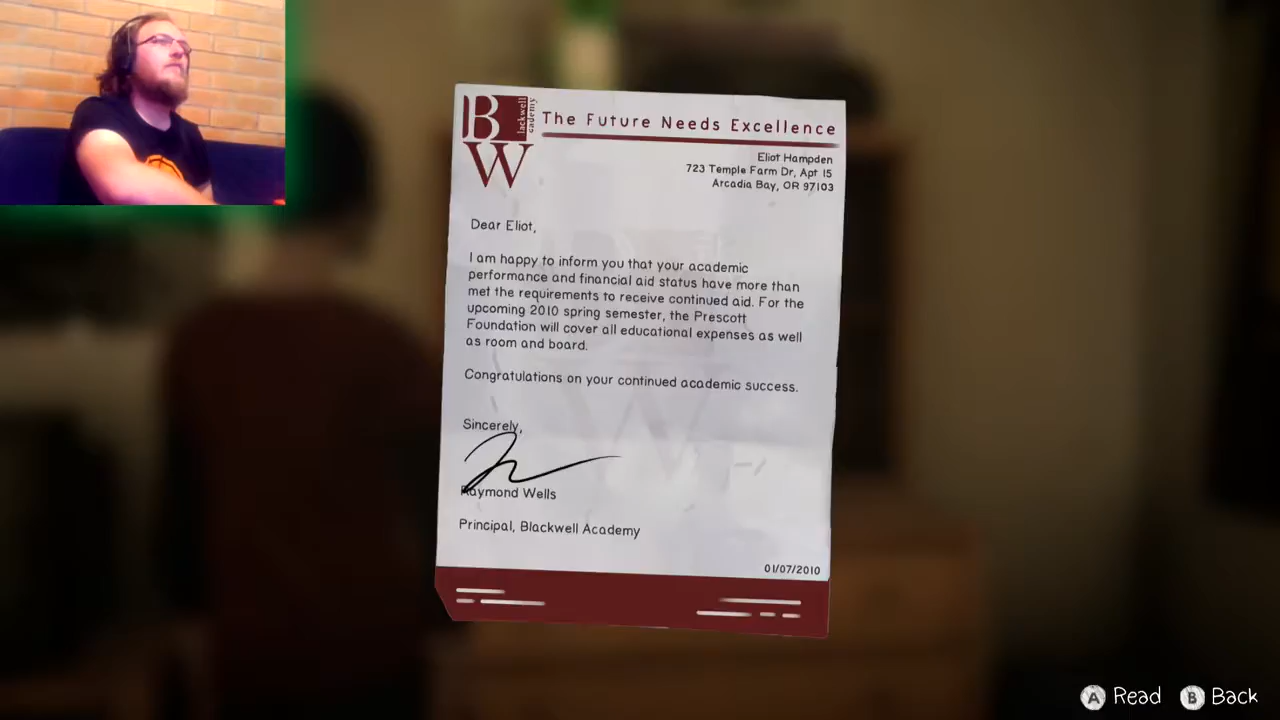 B
lackwell
cademy
W
The Future Needs Excellence
Eliot Hampden
723 Temple Farm Dr, Apt 15
Arcadia Bay, OR 97103
Dear Eliot,
I am happy to inform you that your academic
performance and financial aid status have more than
met the requirements to receive continued aid. For the
upcoming 2010 spring semester, the Prescott
Foundation will cover all educational expenses as well
as room and board.
Congratulations on your continued academic success.
Sincerely,
Raymond Wells
Principal, Blackwell Academy
01/07/2010
A Read B Back